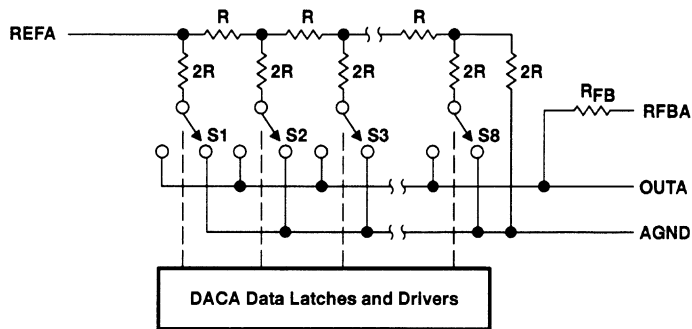 R R R
REFA
2R 2R 2R 2R 2R
RFB RFBA
S1 S2 S3 S8
OUTA
AGND
DACA Data Latches and Drivers